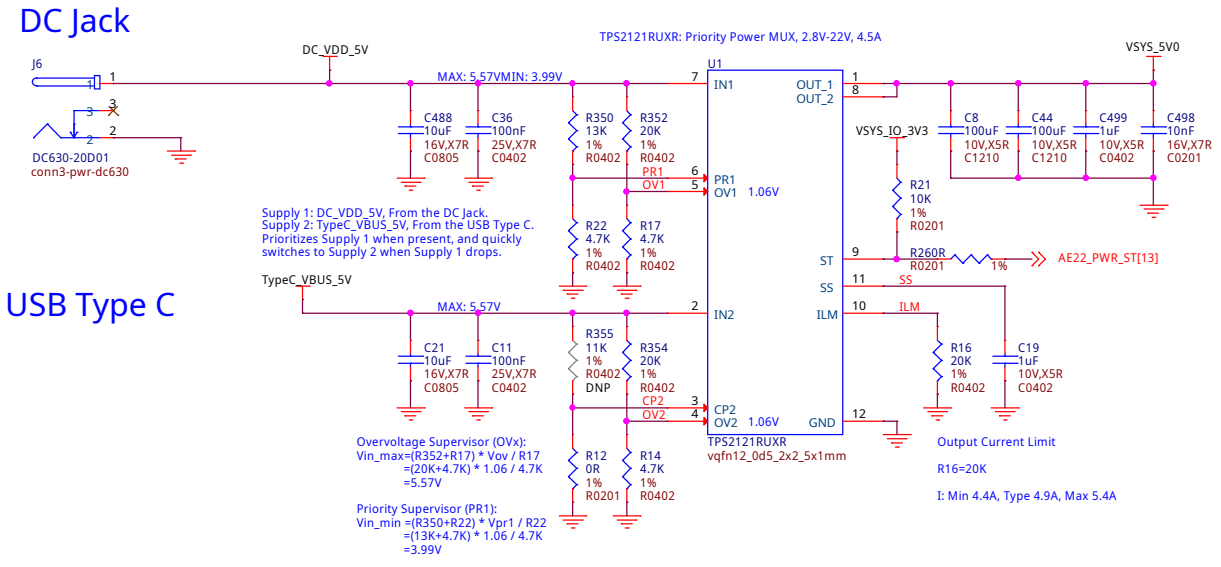 DC Jack
TPS2121RUXR: Priority Power MUX, 2.8V-22V, 4.5A
DC_VDD_5V
VSYS_5V0
J6
1
1
3
3
2
2
DC630-20D01
conn3-pwr-dc630
MAX: 5.57V
MIN: 3.99V
C488
10uF
16V,X7R
C0805
C36
100nF
25V,X7R
C0402
R350
13K
1%
R0402
R352
20K
1%
R0402
PR1
OV1
R22
4.7K
1%
R0402
R17
4.7K
1%
R0402
Supply 1: DC_VDD_5V, From the DC Jack.
Supply 2: TypeC_VBUS_5V, From the USB Type C.
Prioritizes Supply 1 when present, and quickly
switches to Supply 2 when Supply 1 drops.
U1
7
IN1
6
PR1
5
OV1
1.06V
2
IN2
3
CP2
4
OV2
1.06V
OUT_1
1
OUT_2
8
ST
9
SS
11
ILM
10
GND
12
TPS2121RUXR
vqfn12_0d5_2x2_5x1mm
C8
100uF
10V,X5R
C1210
C44
100uF
10V,X5R
C1210
C499
1uF
10V,X5R
C0402
C498
10nF
16V,X7R
C0201
VSYS_IO_3V3
R21
10K
1%
R0201
R260R
R0201
1%
AE22_PWR_ST[13]
SS
ILM
R16
20K
1%
R0402
C19
1uF
10V,X5R
C0402
Output Current Limit
R16=20K
I: Min 4.4A, Type 4.9A, Max 5.4A
USB Type C
TypeC_VBUS_5V
MAX: 5.57V
C21
10uF
16V,X7R
C0805
C11
100nF
25V,X7R
C0402
R355
11K
1%
R0402
DNP
R354
20K
1%
R0402
CP2
OV2
R12
0R
1%
R0201
R14
4.7K
1%
R0402
Overvoltage Supervisor (OVx):
Vin_max=(R352+R17) * Vov / R17
=(20K+4.7K) * 1.06 / 4.7K
=5.57V
Priority Supervisor (PR1):
Vin_min =(R350+R22) * Vpr1 / R22
=(13K+4.7K) * 1.06 / 4.7K
=3.99V